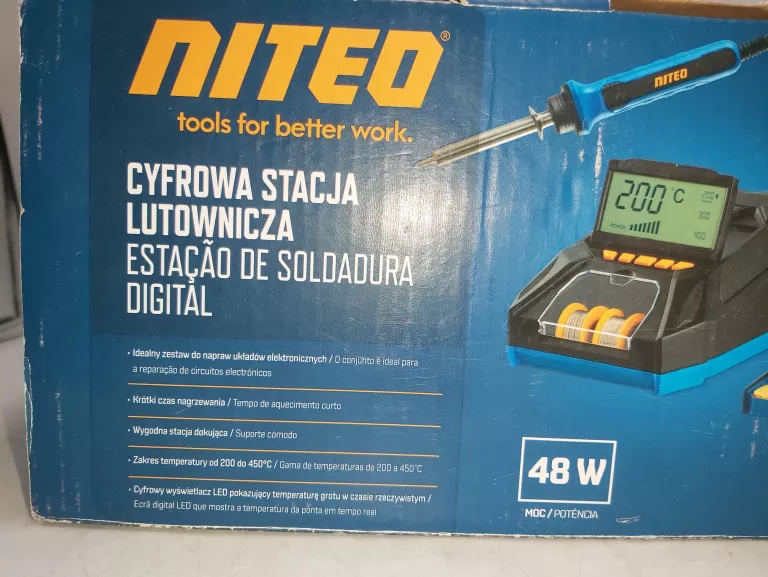 NITEO®
tools for better work.
CYFROWA STACJA
LUTOWNICZA
ESTAÇÃO DE SOLDADURA
DIGITAL
• Idealny zestaw do napraw układów elektronicznych / O conjunto é ideal para
a reparação de circuitos electrónicos
• Krótki czas nagrzewania / Tempo de aquecimento curto
• Wygodna stacja dokująca / Suporte cómodo
• Zakres temperatury od 200 do 450°C / Gama de temperaturas de 200 a 450°C
• Cyfrowy wyświetlacz LED pokazujący temperaturę grotu w czasie rzeczywistym /
Ecrã digital LED que mostra a temperatura da ponta em tempo real
NITEO
200 °C
450
48 W
MOC / POTÊNCIA